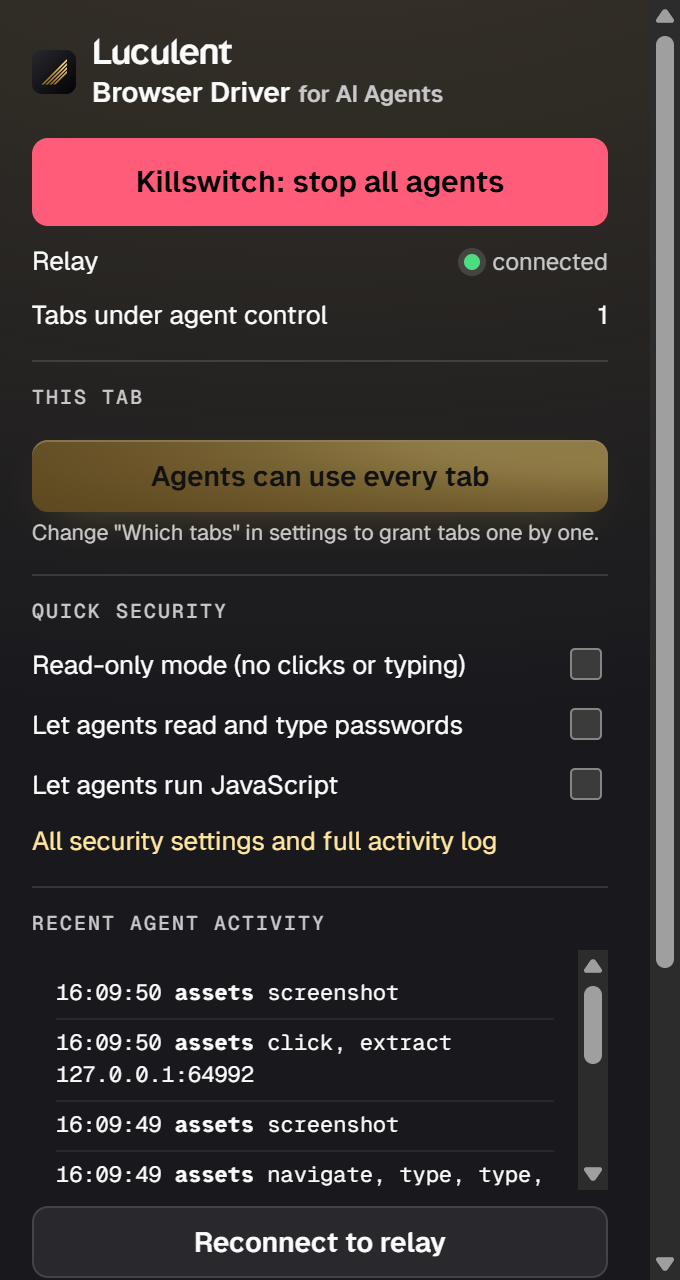 Luculent
Browser Driver for AI Agents
Killswitch: stop all agents
Relay connected
Tabs under agent control 1
THIS TAB
Agents can use every tab
Change "Which tabs" in settings to grant tabs one by one.
QUICK SECURITY
Read-only mode (no clicks or typing)
Let agents read and type passwords
Let agents run JavaScript
All security settings and full activity log
RECENT AGENT ACTIVITY
16:09:50 assets screenshot
16:09:50 assets click, extract
127.0.0.1:64992
16:09:49 assets screenshot
16:09:49 assets navigate, type, type,
Reconnect to relay